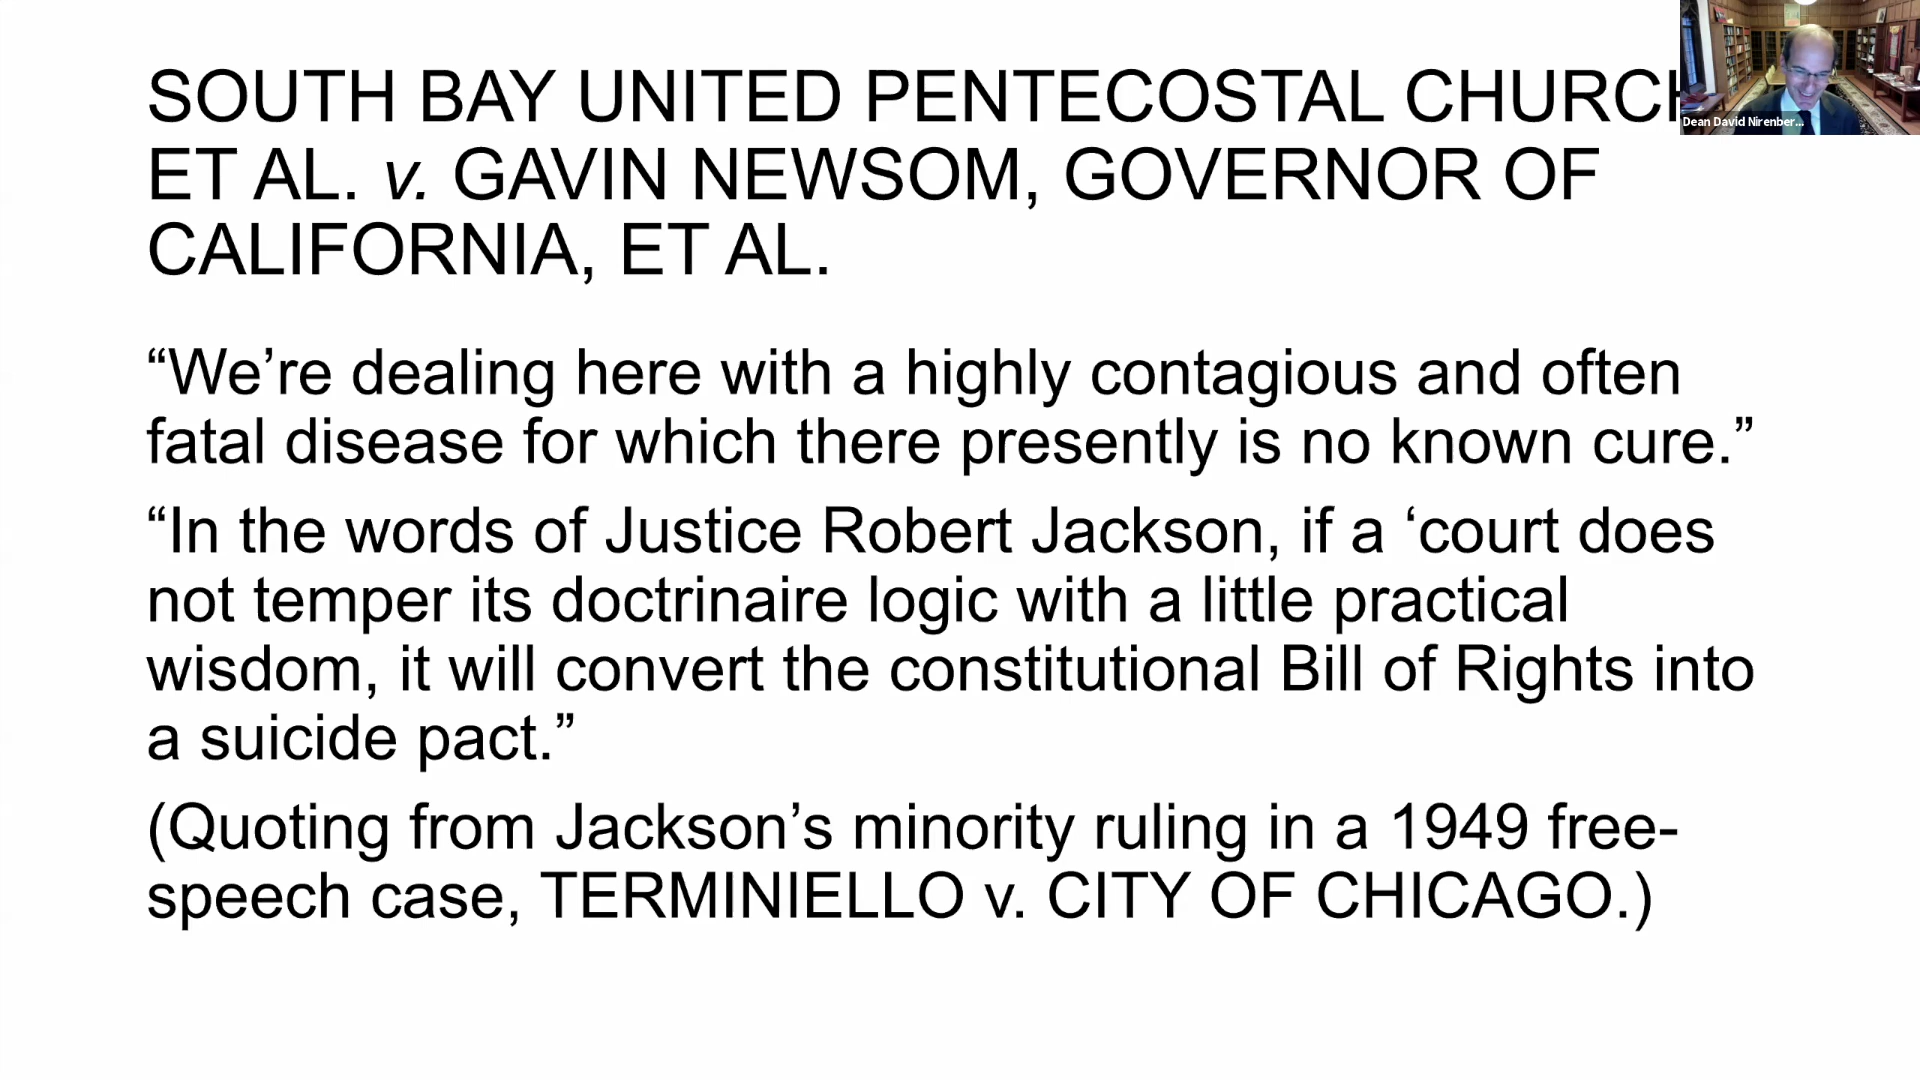 SOUTH BAY UNITED PENTECOSTAL CHURCH
Dean David Nirenber...
ET AL. v. GAVIN NEWSOM, GOVERNOR OF
CALIFORNIA, ET AL.
“We’re dealing here with a highly contagious and often
fatal disease for which there presently is no known cure.”
“In the words of Justice Robert Jackson, if a ‘court does
not temper its doctrinaire logic with a little practical
wisdom, it will convert the constitutional Bill of Rights into
a suicide pact.”
(Quoting from Jackson’s minority ruling in a 1949 free-
speech case, TERMINIELLO v. CITY OF CHICAGO.)